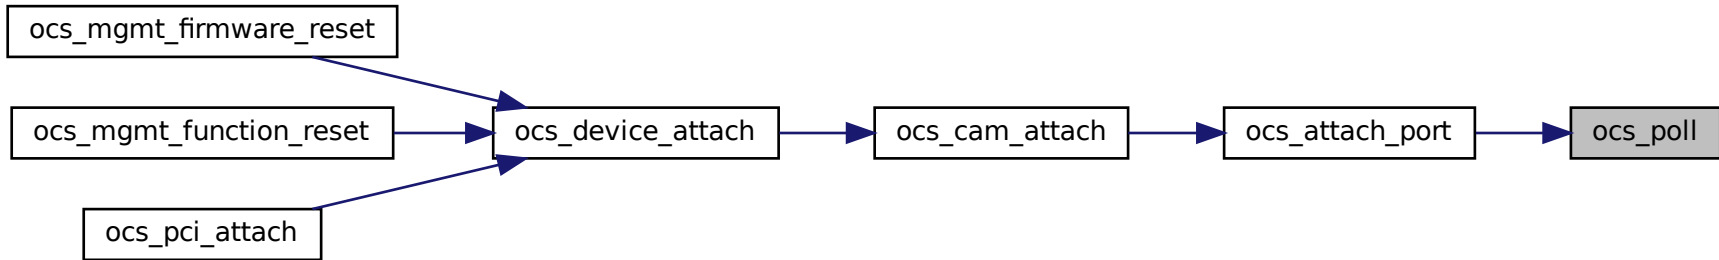 ocs_mgmt_firmware_reset
ocs_mgmt_function_reset
ocs_device_attach
ocs_cam_attach
ocs_attach_port
ocs_poll
ocs_pci_attach